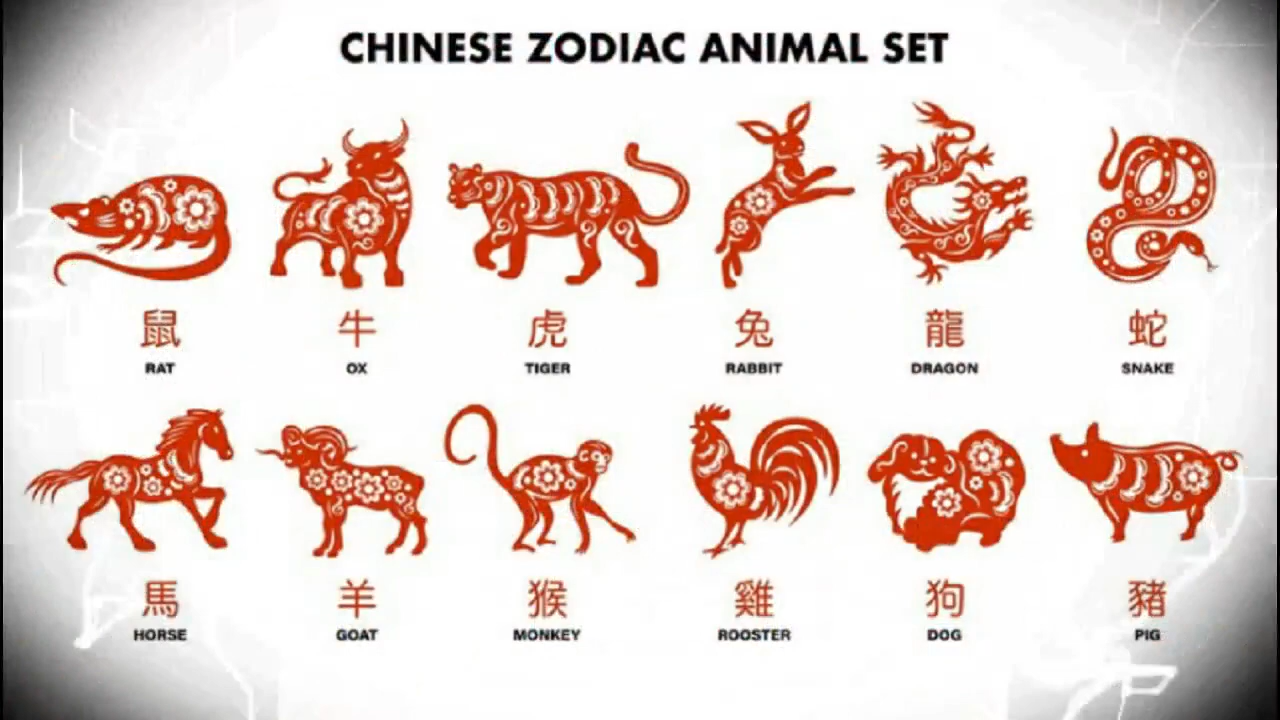 CHINESE ZODIAC ANIMAL SET
鼠 牛 虎 兔 龍 蛇
RAT OX TIGER RABBIT DRAGON SNAKE
馬 羊 猴 雞 狗 豬
HORSE GOAT MONKEY ROOSTER DOG PIG